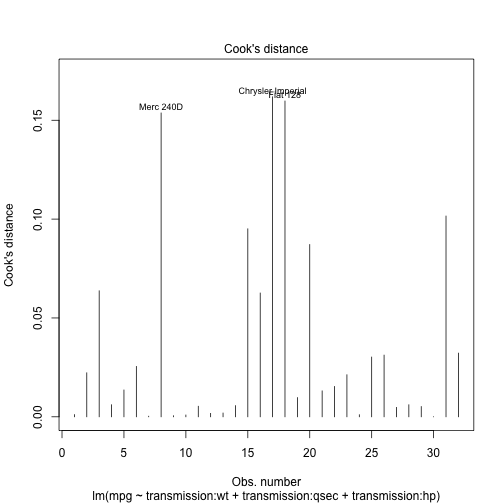 Cook's distance
Chrysler Imperial
Fiat 128
Merc 240D
0.15
0.10
0.05
0.00
Cook's distance
0 5 10 15 20 25 30
Obs. number
lm(mpg ~ transmission:wt + transmission:qsec + transmission:hp)